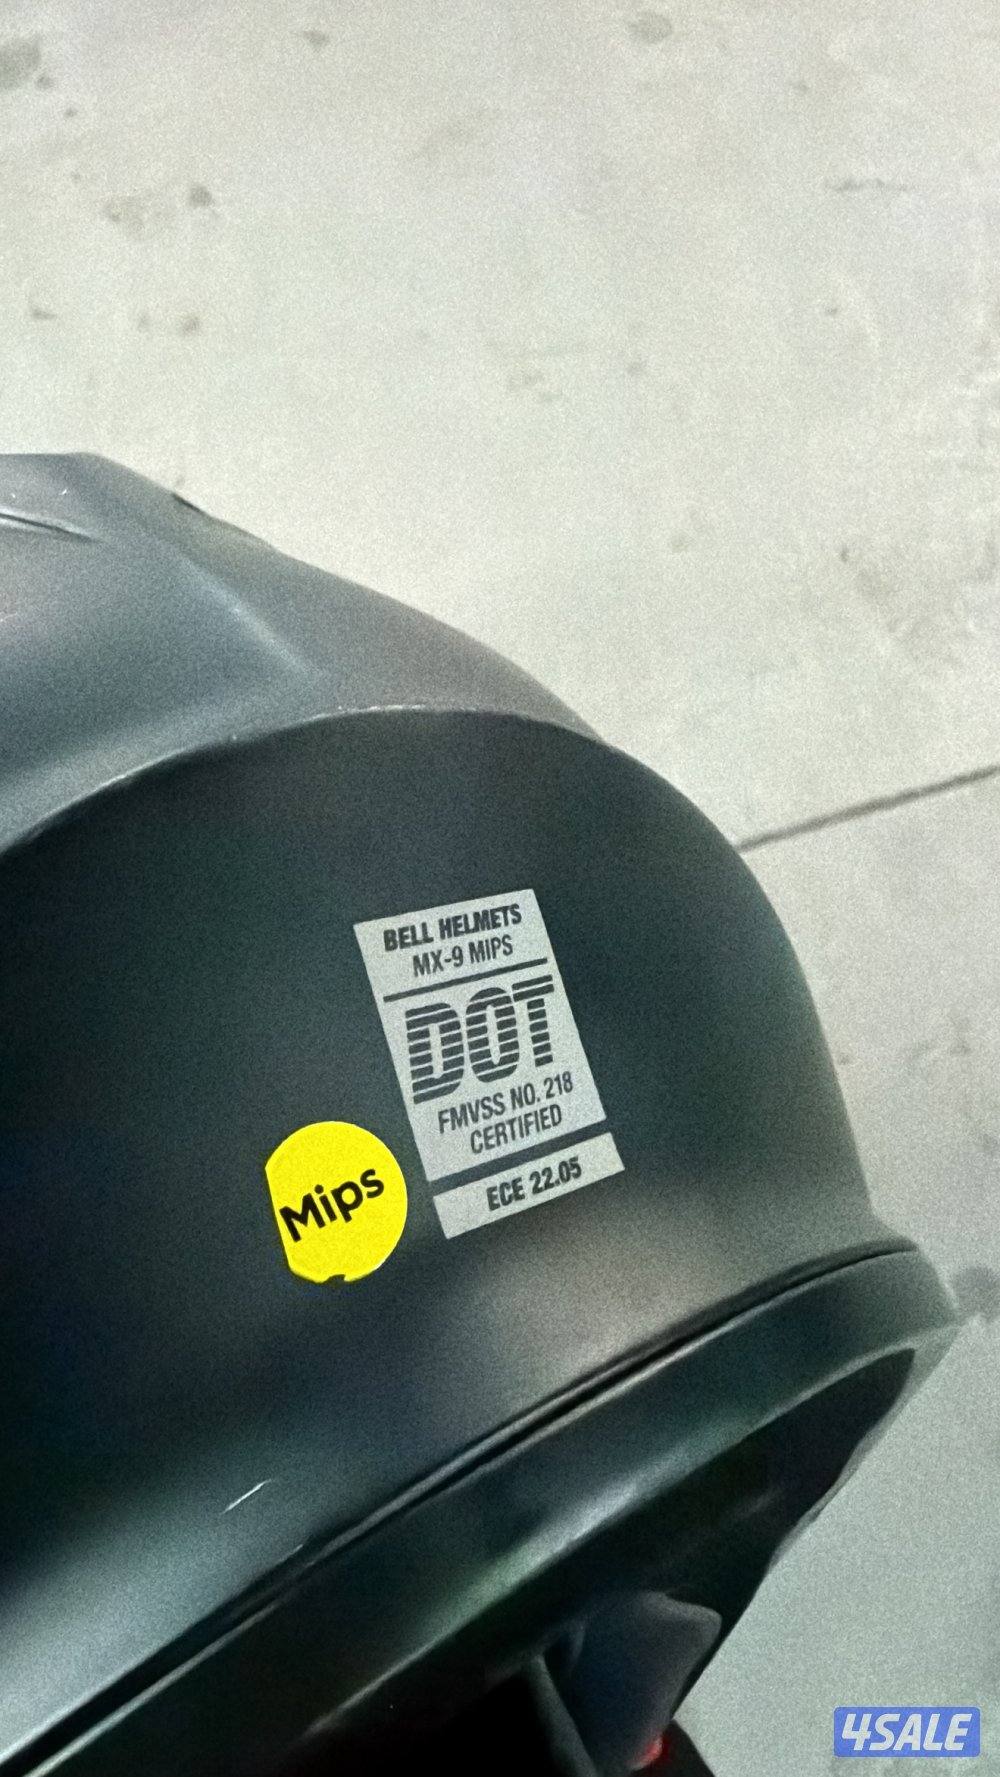 BELL HELMETS
MX-9 MIPS
DOT
FMVSS NO. 218
CERTIFIED
ECE 22.05
Mips
4SALE